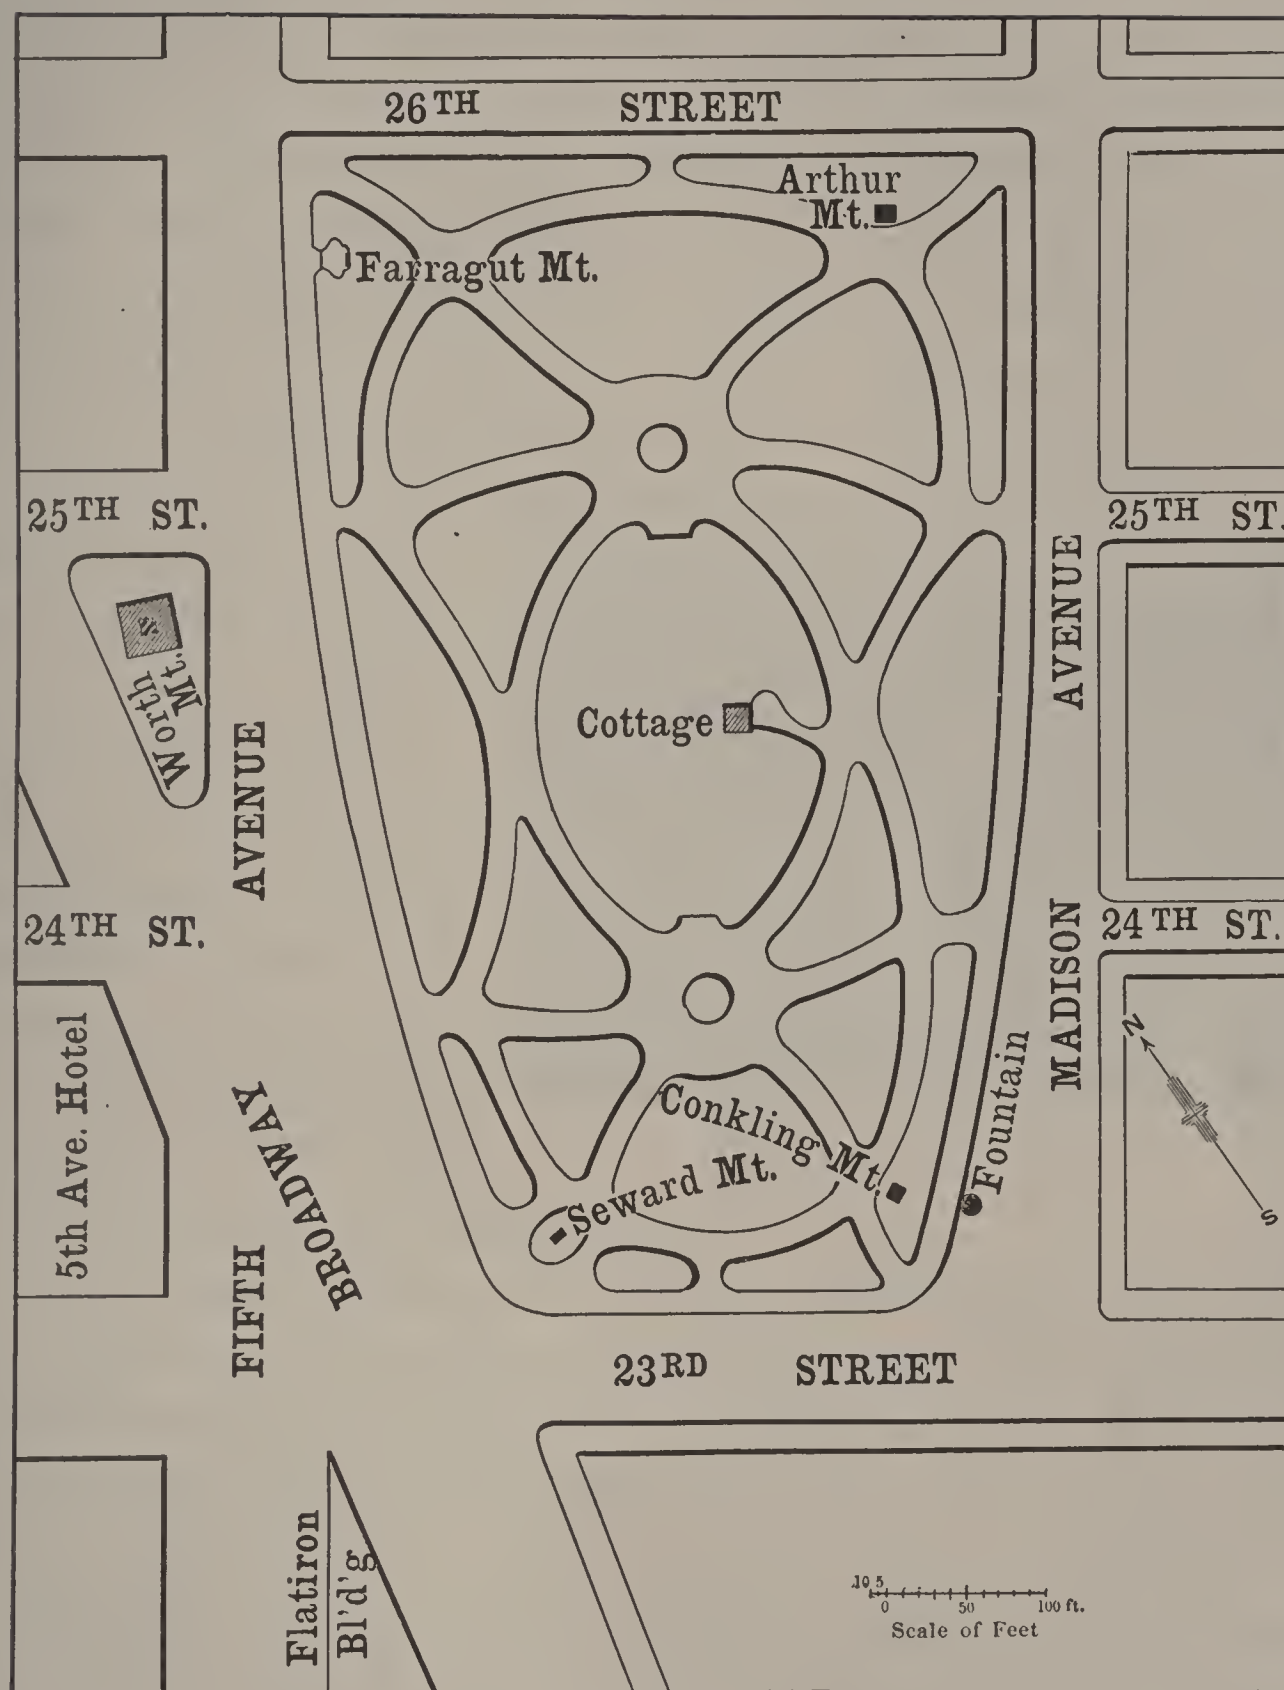 26TH STREET
Arthur
Mt.
Farragut Mt.
25TH ST.
25TH ST.
Worth
Mt.
Cottage
AVENUE
AVENUE
24TH ST.
24TH ST.
MADISON
N
S
5th Ave. Hotel
BROADWAY
FIFTH
Conkling Mt.
Seward Mt.
Fountain
23RD STREET
Flatiron
Bl'd'g
10 5
0 50 100 ft.
Scale of Feet